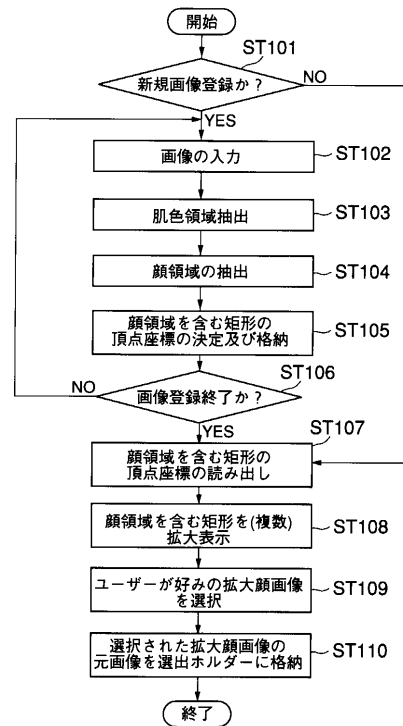 開始
ST101
新規画像登録か？
NO
YES
画像の入力
ST102
肌色領域抽出
ST103
顔領域の抽出
ST104
顔領域を含む矩形の
頂点座標の決定及び格納
ST105
ST106
NO
画像登録終了か？
YES
ST107
顔領域を含む矩形の
頂点座標の読み出し
顔領域を含む矩形を(複数)
拡大表示
ST108
ユーザーが好みの拡大顔画像
を選択
ST109
選択された拡大顔画像の
元画像を選出ホルダーに格納
ST110
終了